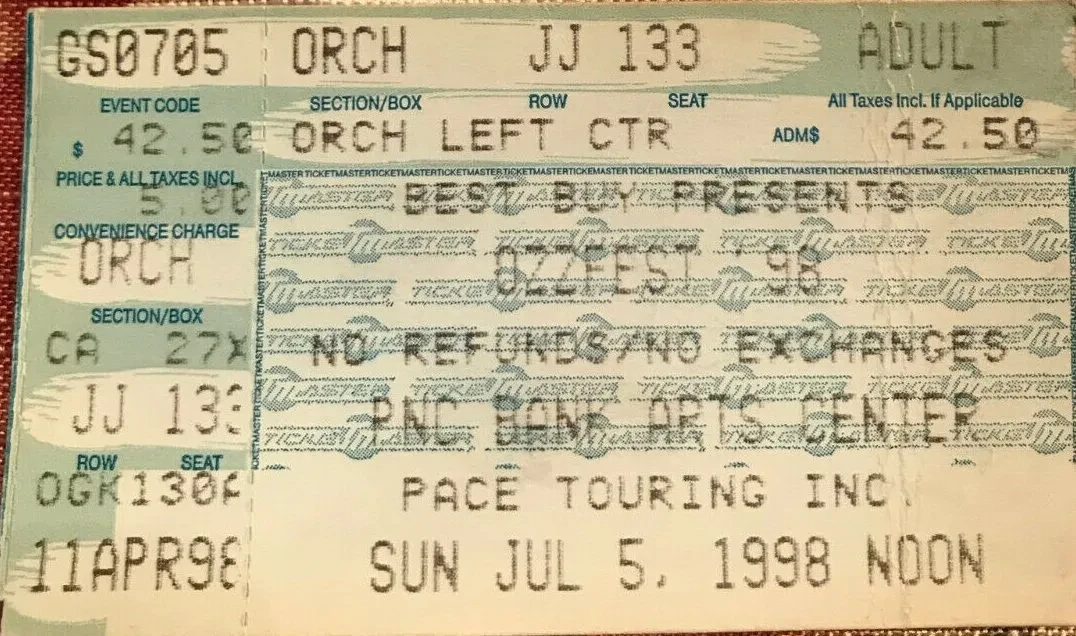 GS0705 ORCH JJ 133 ADULT
EVENT CODE SECTION/BOX ROW SEAT All Taxes Incl. If Applicable
$ 42.50 ORCH LEFT CTR ADM$ 42.50
PRICE & ALL TAXES INCL.
MASTERTICKETMASTERTICKETMASTERTICKETMASTERTICKETMASTERTICKETMASTERTICKETMASTERTICKETMASTERTICKETMAS
5.00 BEST BUY PRESENTS
CONVENIENCE CHARGE
ORCH OZZFEST '98
SECTION/BOX
CA 27X NO REFUNDS/NO EXCHANGES
JJ 133 PNC BANK ARTS CENTER
ROW SEAT
OGK130A PACE TOURING INC.
11APR98 SUN JUL 5, 1998 NOON